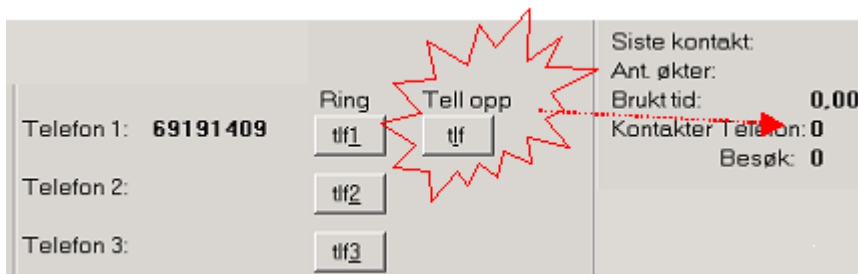 Siste kontakt:
Ant. økter:
Ring Tell opp Brukt tid: 0,00
Telefon 1: 69191409 tlf1 tlf Kontakter Telefon: 0
Besøk: 0
Telefon 2: tlf2
Telefon 3: tlf3